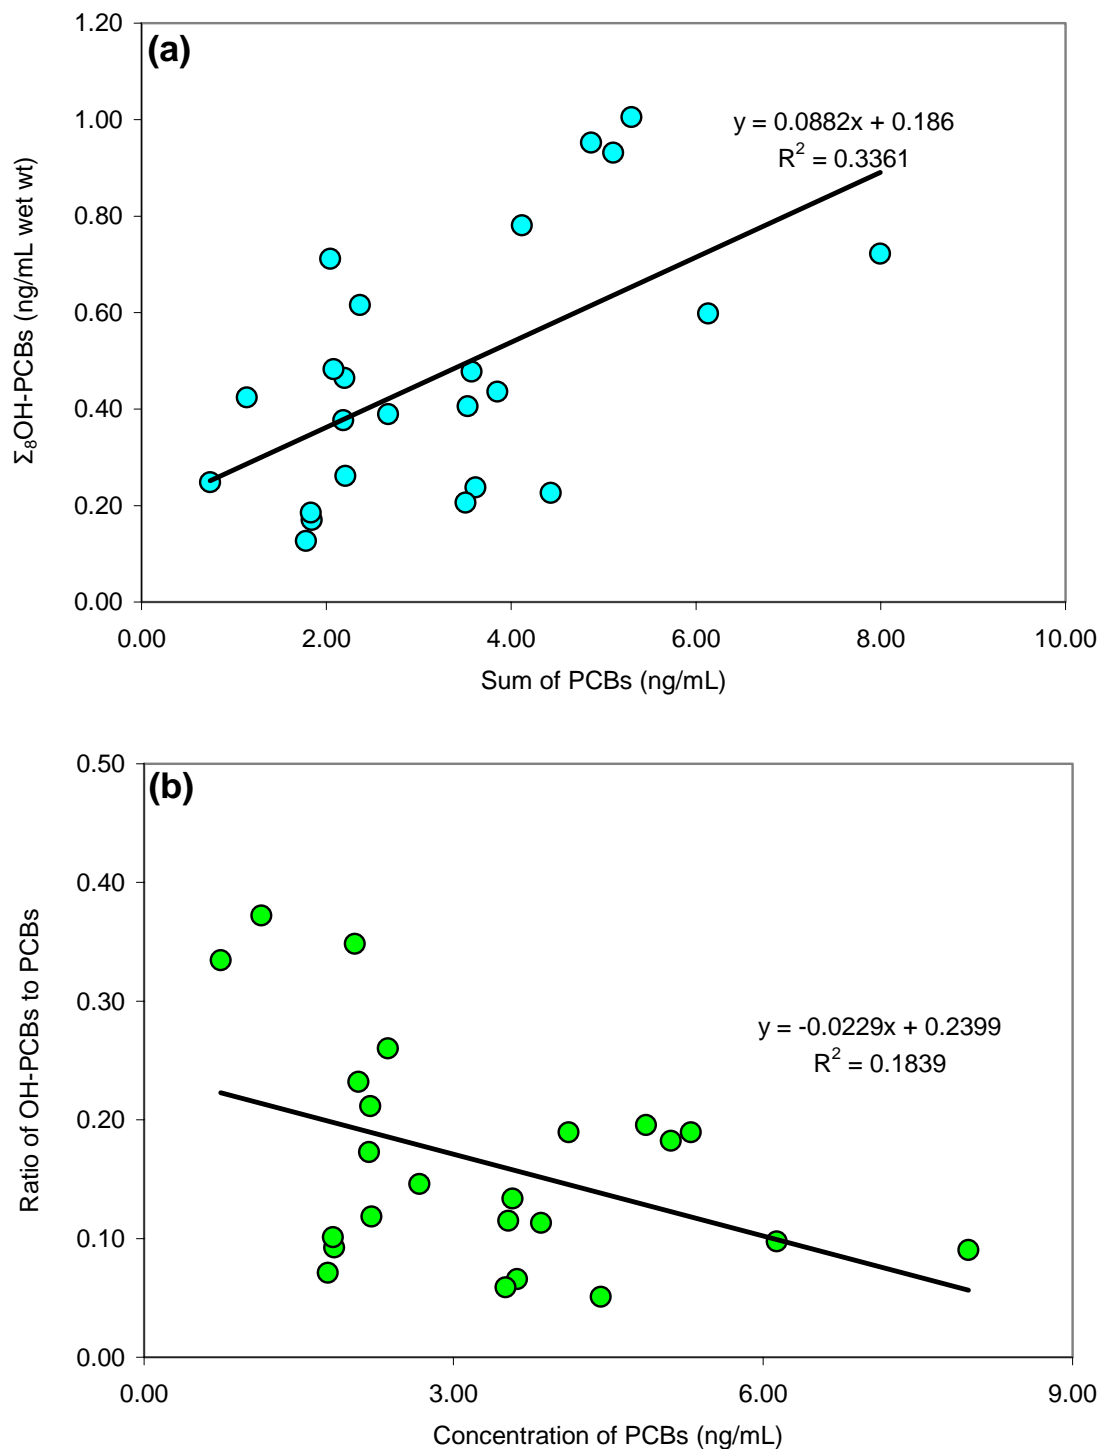 (a)
1.20
1.00
0.80
0.60
0.40
0.20
0.00
Σ₈OH-PCBs (ng/mL wet wt)
y = 0.0882x + 0.186
R² = 0.3361
0.00 2.00 4.00 6.00 8.00 10.00
Sum of PCBs (ng/mL)
(b)
0.50
0.40
0.30
0.20
0.10
0.00
Ratio of OH-PCBs to PCBs
y = -0.0229x + 0.2399
R² = 0.1839
0.00 3.00 6.00 9.00
Concentration of PCBs (ng/mL)